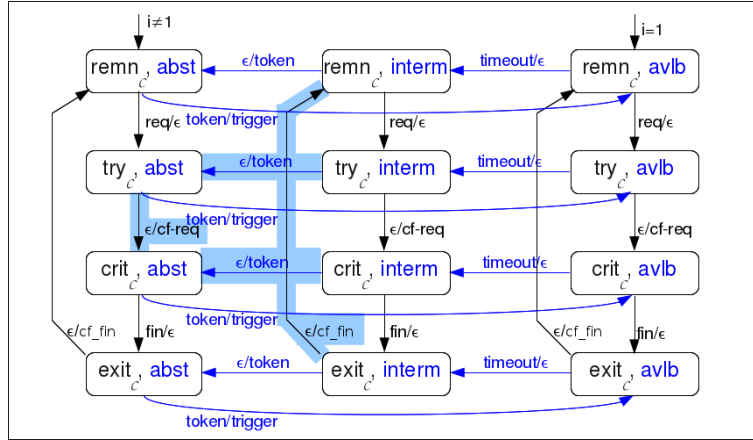 i≠1 i=1
remn c, abst ϵ/token remn c, interm timeout/ϵ remn c, avlb
token/trigger
req/ϵ req/ϵ req/ϵ
try c, abst ϵ/token try c, interm timeout/ϵ try c, avlb
token/trigger
ϵ/cf-req ϵ/cf-req ϵ/cf-req
crit c, abst ϵ/token crit c, interm timeout/ϵ crit c, avlb
token/trigger
ϵ/cf_fin fin/ϵ ϵ/cf_fin fin/ϵ ϵ/cf_fin fin/ϵ
exit c, abst ϵ/token exit c, interm timeout/ϵ exit c, avlb
token/trigger